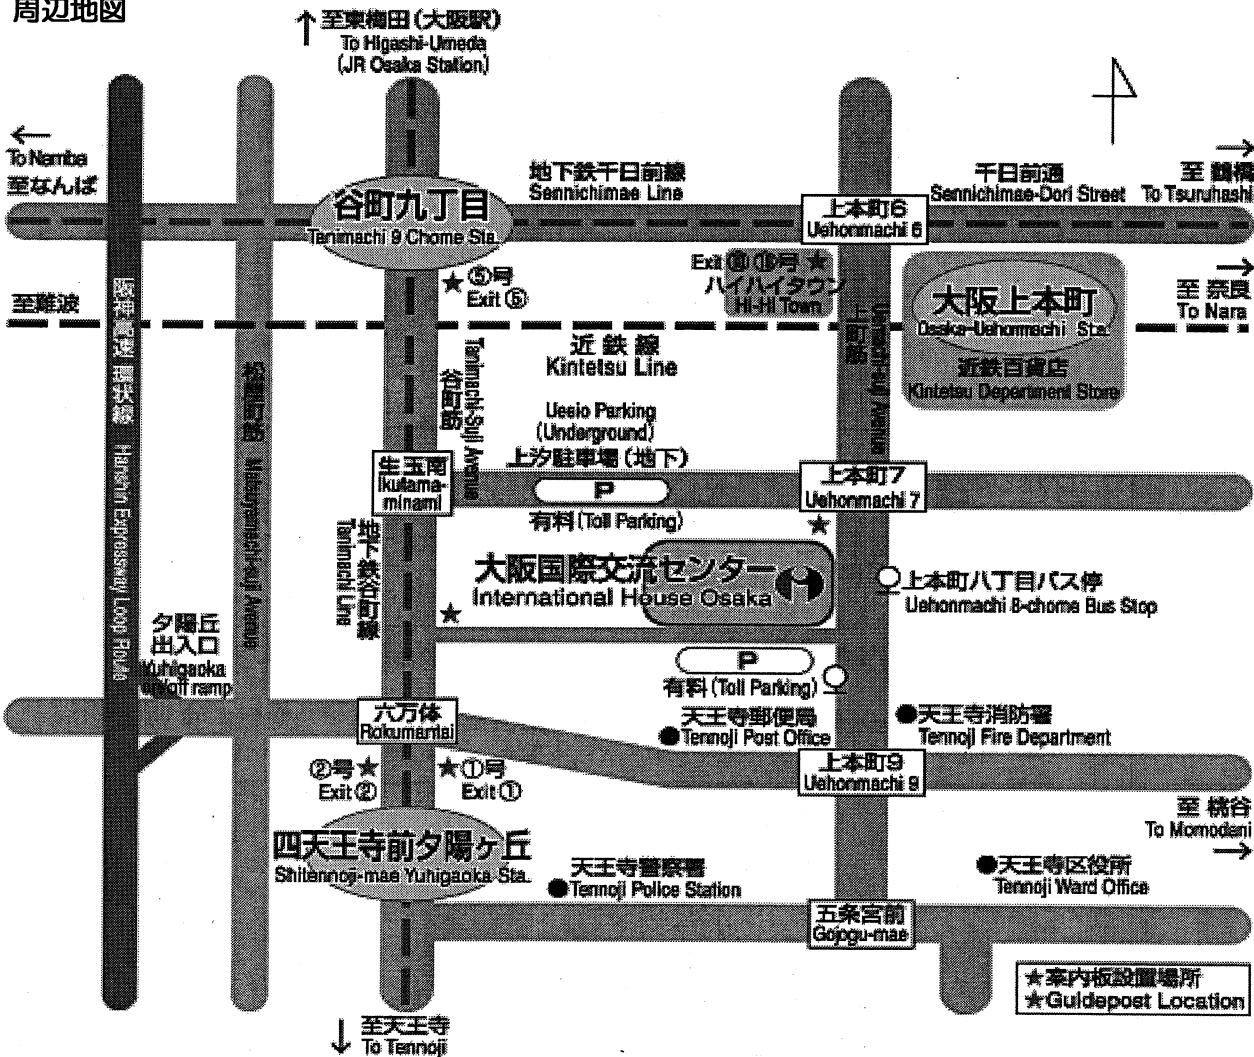 周辺地図
↑至東梅田(大阪駅)
To Higashi-Umeda
(JR Osaka Station)
←
To Namba
至なんば
地下鉄千日前線
Sennichimae Line
千日前通
Sennichimae-Dori Street
→
至 鶴橋
To Tsuruhashi
谷町九丁目
Tanimachi 9 Chome Sta.
上本町6
Uehonmachi 6
★⑤号
Exit ⑤
ハイハイタウン
Hi-Hi Town
大阪上本町
Osaka-Uehonmachi Sta.
近鉄百貨店
Kintetsu Department Store
→
至 奈良
To Nara
至難波
近鉄線
Kintetsu Line
阪神高速 環状線 Hanshin Expressway Loop Route
松屋町筋 Matsuyamachi-suji Avenue
谷町筋
Tanimachi-Suji Avenue
上町筋
Uemachi-suji Avenue
Uesio Parking
(Underground)
上汐駐車場(地下)
P
有料(Toll Parking)
生玉南
Ikutama-
minami
上本町7
Uehonmachi 7
★
地下鉄谷町線
Tanimachi Line
大阪国際交流センター
International House Osaka
★
上本町八丁目バス停
Uehonmachi 8-chome Bus Stop
夕陽丘
出入口
Yuhigaoka
on/off ramp
P
有料(Toll Parking)
六万体
Rokumantai
天王寺郵便局
●Tennoji Post Office
●天王寺消防署
Tennoji Fire Department
上本町9
Uehonmachi 9
②号★
Exit ②
★①号
Exit ①
至 桃谷
To Momodani
→
四天王寺前夕陽ヶ丘
Shitennoji-mae Yuhigaoka Sta.
天王寺警察署
●Tennoji Police Station
●天王寺区役所
Tennoji Ward Office
五条宮前
Gojogu-mae
★案内板設置場所
★Guidepost Location
↓至天王寺
To Tennoji